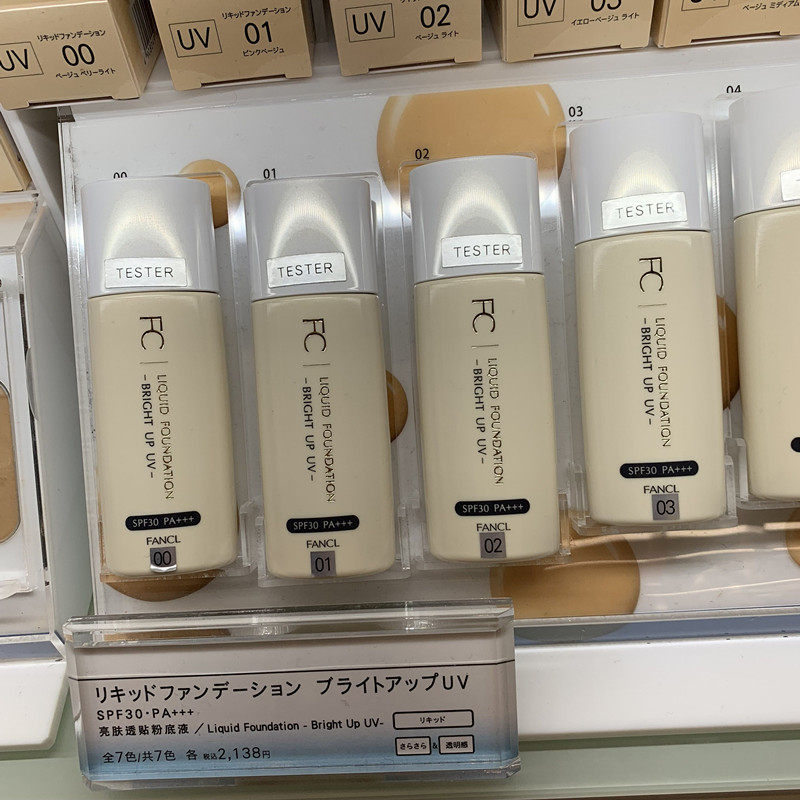 リキッドファンデーション
UV 00
ベージュ ベリーライト
リキッドファンデーション
UV 01
ピンクベージュ
UV 02
ベージュ ライト
UV 03
イエローベージュ ライト
ベージュ ミディアム
00
01
02
03
04
TESTER
FC
LIQUID FOUNDATION
-BRIGHT UP UV-
SPF30 PA+++
FANCL
00
TESTER
FC
LIQUID FOUNDATION
-BRIGHT UP UV-
SPF30 PA+++
FANCL
01
TESTER
FC
LIQUID FOUNDATION
-BRIGHT UP UV-
SPF30 PA+++
FANCL
02
TESTER
FC
LIQUID FOUNDATION
-BRIGHT UP UV-
SPF30 PA+++
FANCL
03
リキッドファンデーション ブライトアップUV
SPF30・PA+++
亮肤透贴粉底液／Liquid Foundation - Bright Up UV-
リキッド
さらさら & 透明感
全7色/共7色 各 税込2,138円